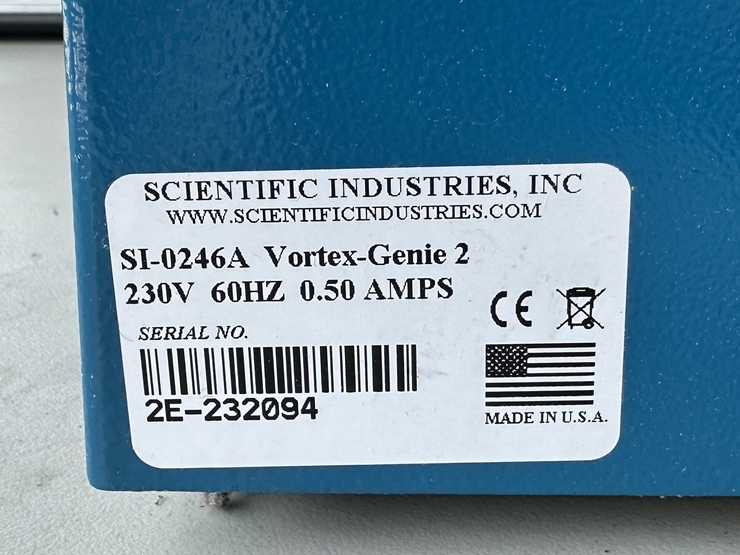 SCIENTIFIC INDUSTRIES, INC
WWW.SCIENTIFICINDUSTRIES.COM
SI-0246A Vortex-Genie 2
230V 60HZ 0.50 AMPS
CE
SERIAL NO.
2E-232094
MADE IN U.S.A.